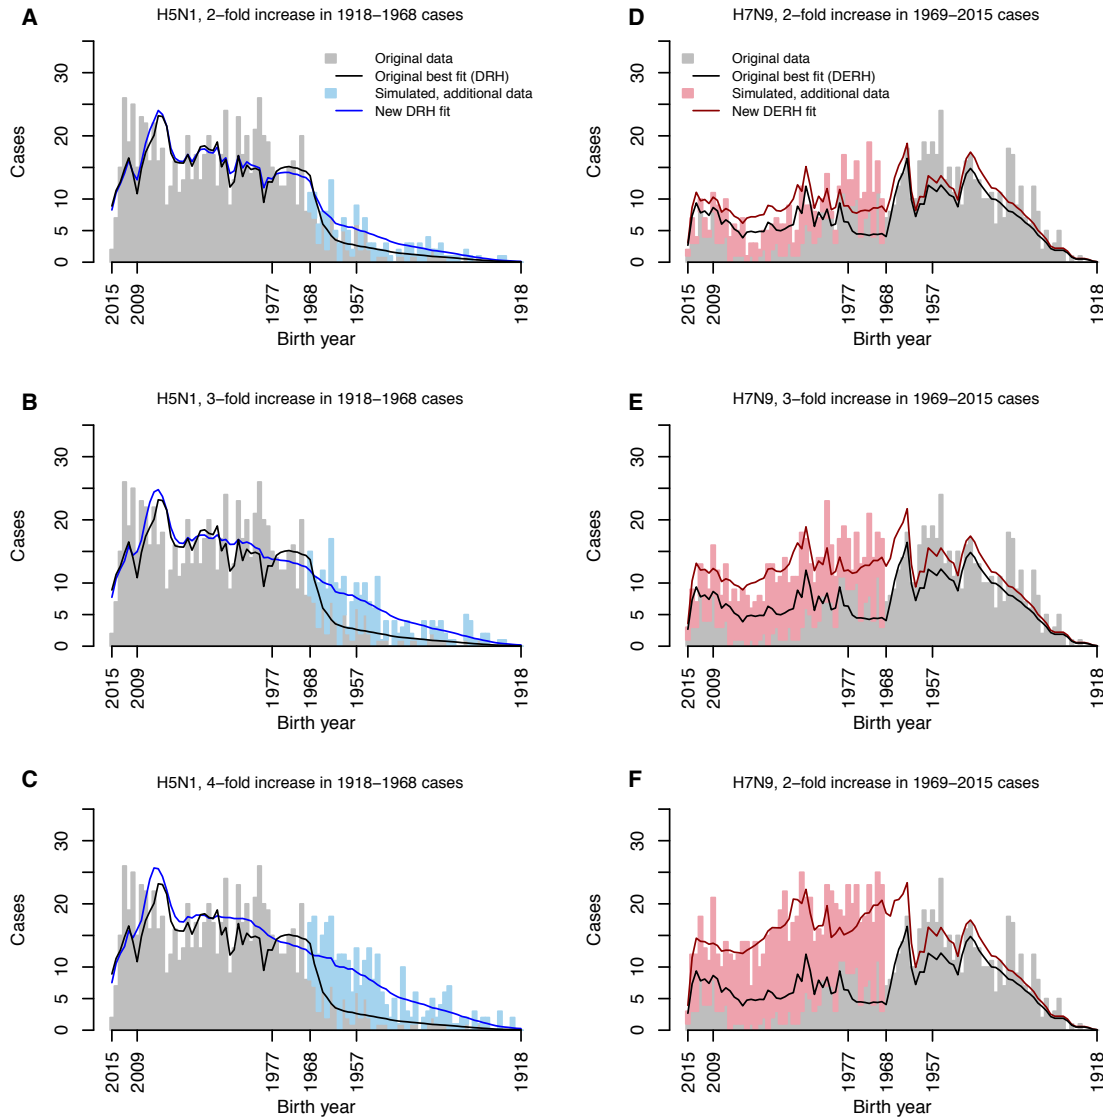 A
H5N1, 2−fold increase in 1918−1968 cases
Original data
Original best fit (DRH)
Simulated, additional data
New DRH fit
Cases
0
5
10
20
30
2015
2009
1977
1968
1957
1918
Birth year
D
H7N9, 2−fold increase in 1969−2015 cases
Original data
Original best fit (DERH)
Simulated, additional data
New DERH fit
Cases
0
5
10
20
30
2015
2009
1977
1968
1957
1918
Birth year
B
H5N1, 3−fold increase in 1918−1968 cases
Cases
0
5
10
20
30
2015
2009
1977
1968
1957
1918
Birth year
E
H7N9, 3−fold increase in 1969−2015 cases
Cases
0
5
10
20
30
2015
2009
1977
1968
1957
1918
Birth year
C
H5N1, 4−fold increase in 1918−1968 cases
Cases
0
5
10
20
30
2015
2009
1977
1968
1957
1918
Birth year
F
H7N9, 2−fold increase in 1969−2015 cases
Cases
0
5
10
20
30
2015
2009
1977
1968
1957
1918
Birth year